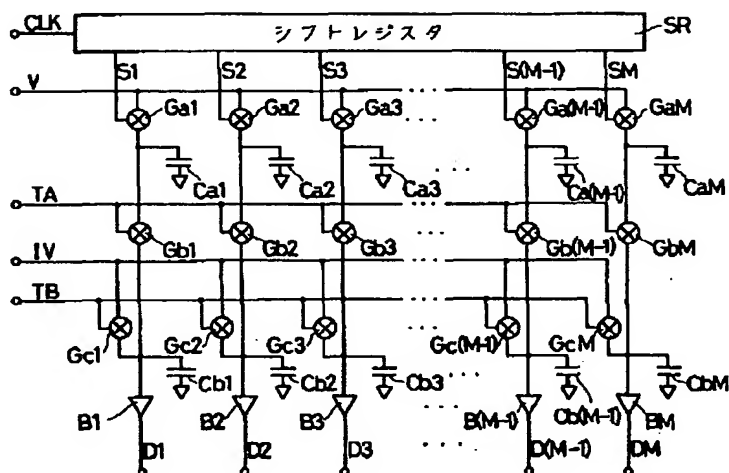 CLK シフトレジスタ SR
S1 S2 S3 S(M-1) SM
V
Ga1 Ga2 Ga3 Ga(M-1) GaM
Ca1 Ca2 Ca3 Ca(M-1) CaM
TA
Gb1 Gb2 Gb3 Gb(M-1) GbM
IV
TB
Gc1 Gc2 Gc3 Gc(M-1) GcM
Cb1 Cb2 Cb3 Cb(M-1) CbM
B1 B2 B3 B(M-1) BM
D1 D2 D3 D(M-1) DM